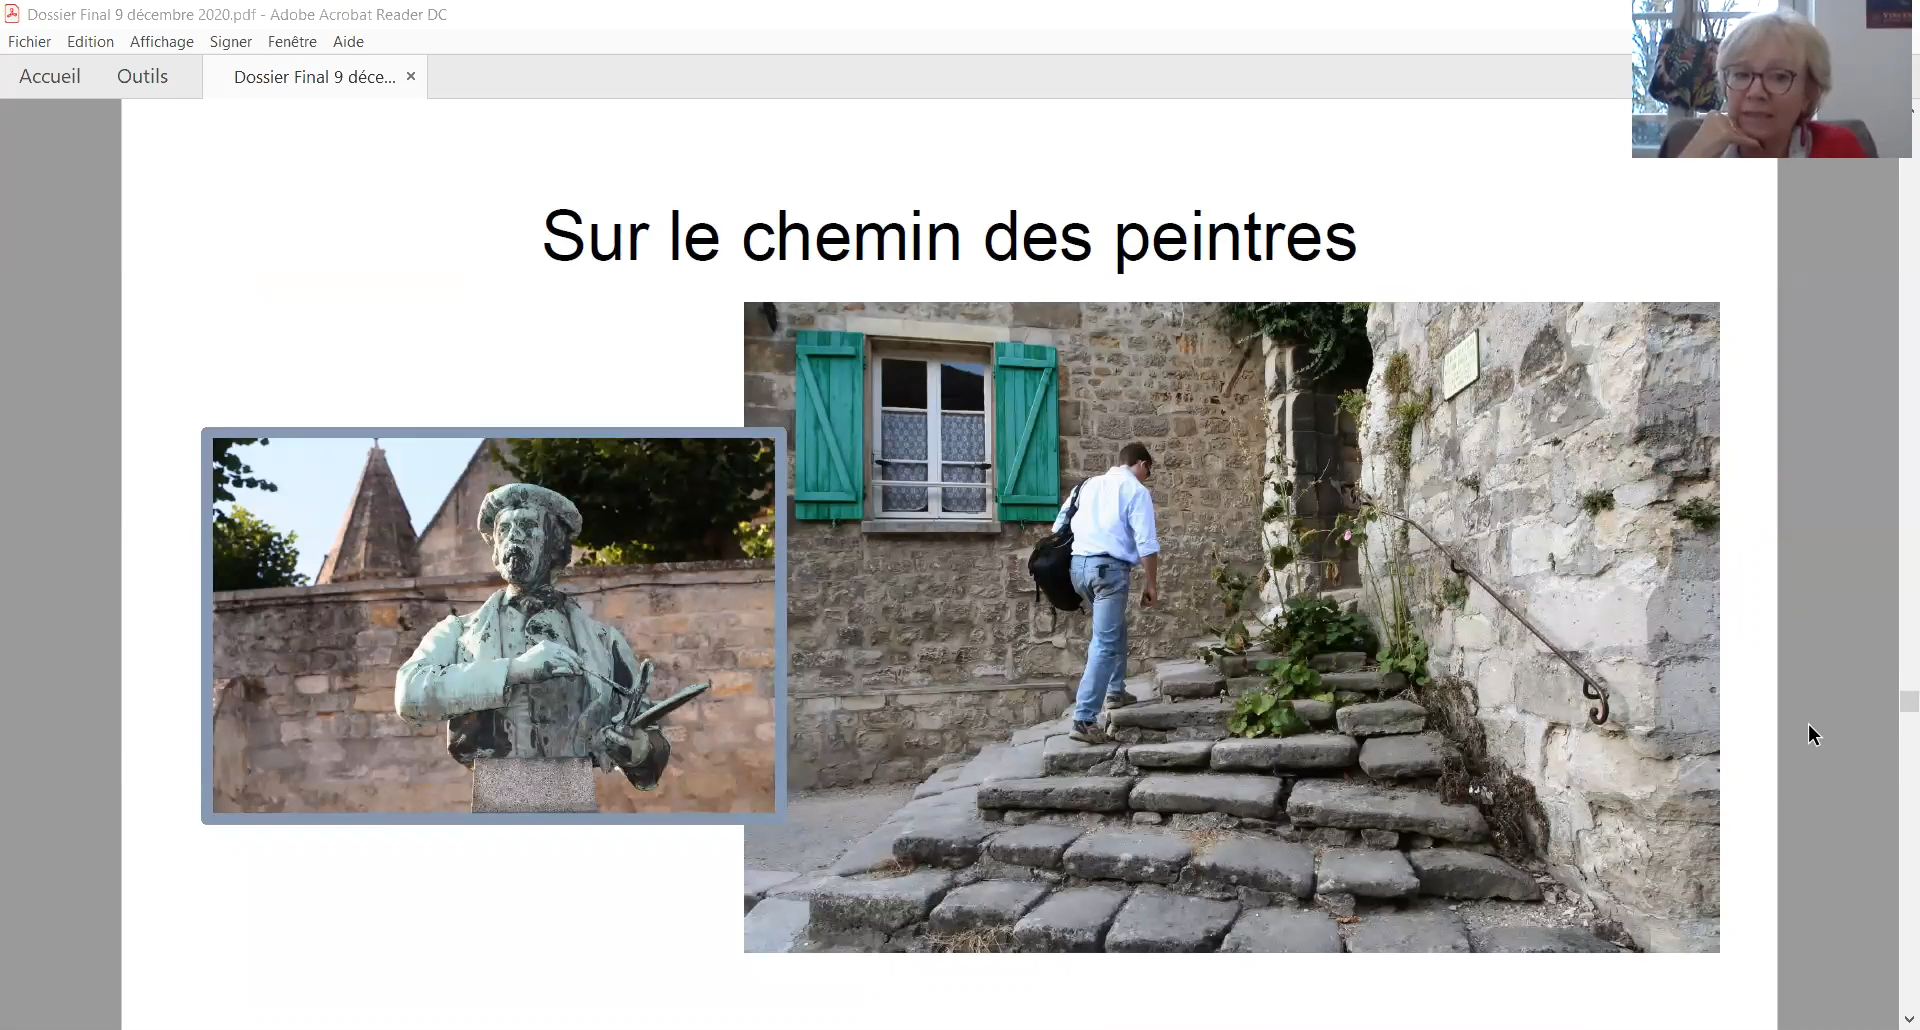 Dossier Final 9 décembre 2020.pdf - Adobe Acrobat Reader DC
Fichier Edition Affichage Signer Fenêtre Aide
Accueil Outils Dossier Final 9 déce... ×
Sur le chemin des peintres